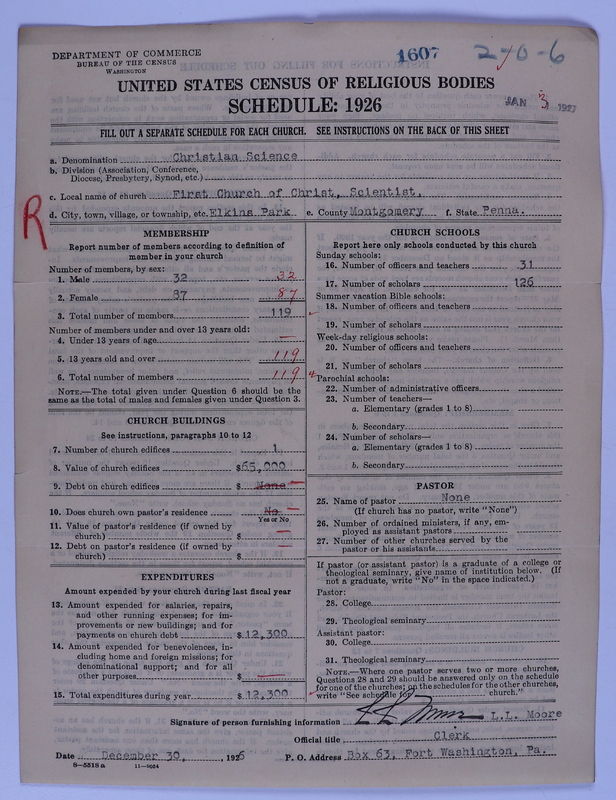 DEPARTMENT OF COMMERCE
BUREAU OF THE CENSUS
WASHINGTON
1607
2-0-6
UNITED STATES CENSUS OF RELIGIOUS BODIES
SCHEDULE: 1926
JAN 3 1927
FILL OUT A SEPARATE SCHEDULE FOR EACH CHURCH. SEE INSTRUCTIONS ON THE BACK OF THIS SHEET
a. Denomination Christian Science
b. Division (Association, Conference,
Diocese, Presbytery, Synod, etc.)
c. Local name of church First Church of Christ, Scientist,
d. City, town, village, or township, etc. Elkins Park e. County Montgomery f. State Penna.
R
MEMBERSHIP
Report number of members according to definition of
member in your church
Number of members, by sex:
1. Male 32 32
2. Female 87 87
3. Total number of members 119
Number of members under and over 13 years old:
4. Under 13 years of age —
5. 13 years old and over 119
6. Total number of members 119
NOTE.—The total given under Question 6 should be the
same as the total of males and females given under Question 3.
CHURCH BUILDINGS
See instructions, paragraphs 10 to 12
7. Number of church edifices 1
8. Value of church edifices $65,000
9. Debt on church edifices $ None —
10. Does church own pastor's residence No —
Yes or No
11. Value of pastor's residence (if owned by
church) $ —
12. Debt on pastor's residence (if owned by
church) $ —
EXPENDITURES
Amount expended by your church during last fiscal year
13. Amount expended for salaries, repairs,
and other running expenses; for im-
provements or new buildings; and for
payments on church debt $ 12,300
14. Amount expended for benevolences, in-
cluding home and foreign missions; for
denominational support; and for all
other purposes $ —
15. Total expenditures during year $ 12,300
CHURCH SCHOOLS
Report here only schools conducted by this church
Sunday schools:
16. Number of officers and teachers 31
17. Number of scholars 126
Summer vacation Bible schools:
18. Number of officers and teachers
19. Number of scholars
Week-day religious schools:
20. Number of officers and teachers
21. Number of scholars
Parochial schools:
22. Number of administrative officers
23. Number of teachers—
a. Elementary (grades 1 to 8)
b. Secondary
24. Number of scholars—
a. Elementary (grades 1 to 8)
b. Secondary
PASTOR
25. Name of pastor None
(If church has no pastor, write "None")
26. Number of ordained ministers, if any, em-
ployed as assistant pastors
27. Number of other churches served by the
pastor or his assistants
If pastor (or assistant pastor) is a graduate of a college or
theological seminary, give name of institution below. (If
not a graduate, write "No" in the space indicated.)
Pastor:
28. College
29. Theological seminary
Assistant pastor:
30. College
31. Theological seminary
NOTE.—Where one pastor serves two or more churches,
Questions 28 and 29 should be answered only on the schedule
for one of the churches; on the schedules for the other churches,
write "See schedule for church."
Signature of person furnishing information L.L. Moore L.L. Moore
Official title Clerk
Date December 30, 1926 P. O. Address Box 63, Fort Washington, Pa.
8—5518a 11—9024